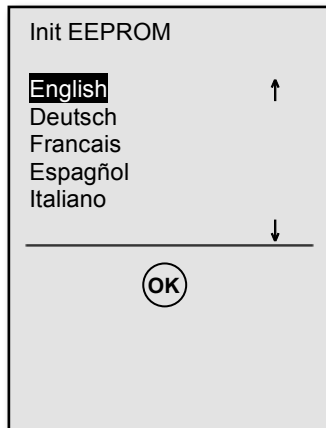 Init EEPROM
English
Deutsch
Francais
Espagñol
Italiano
OK